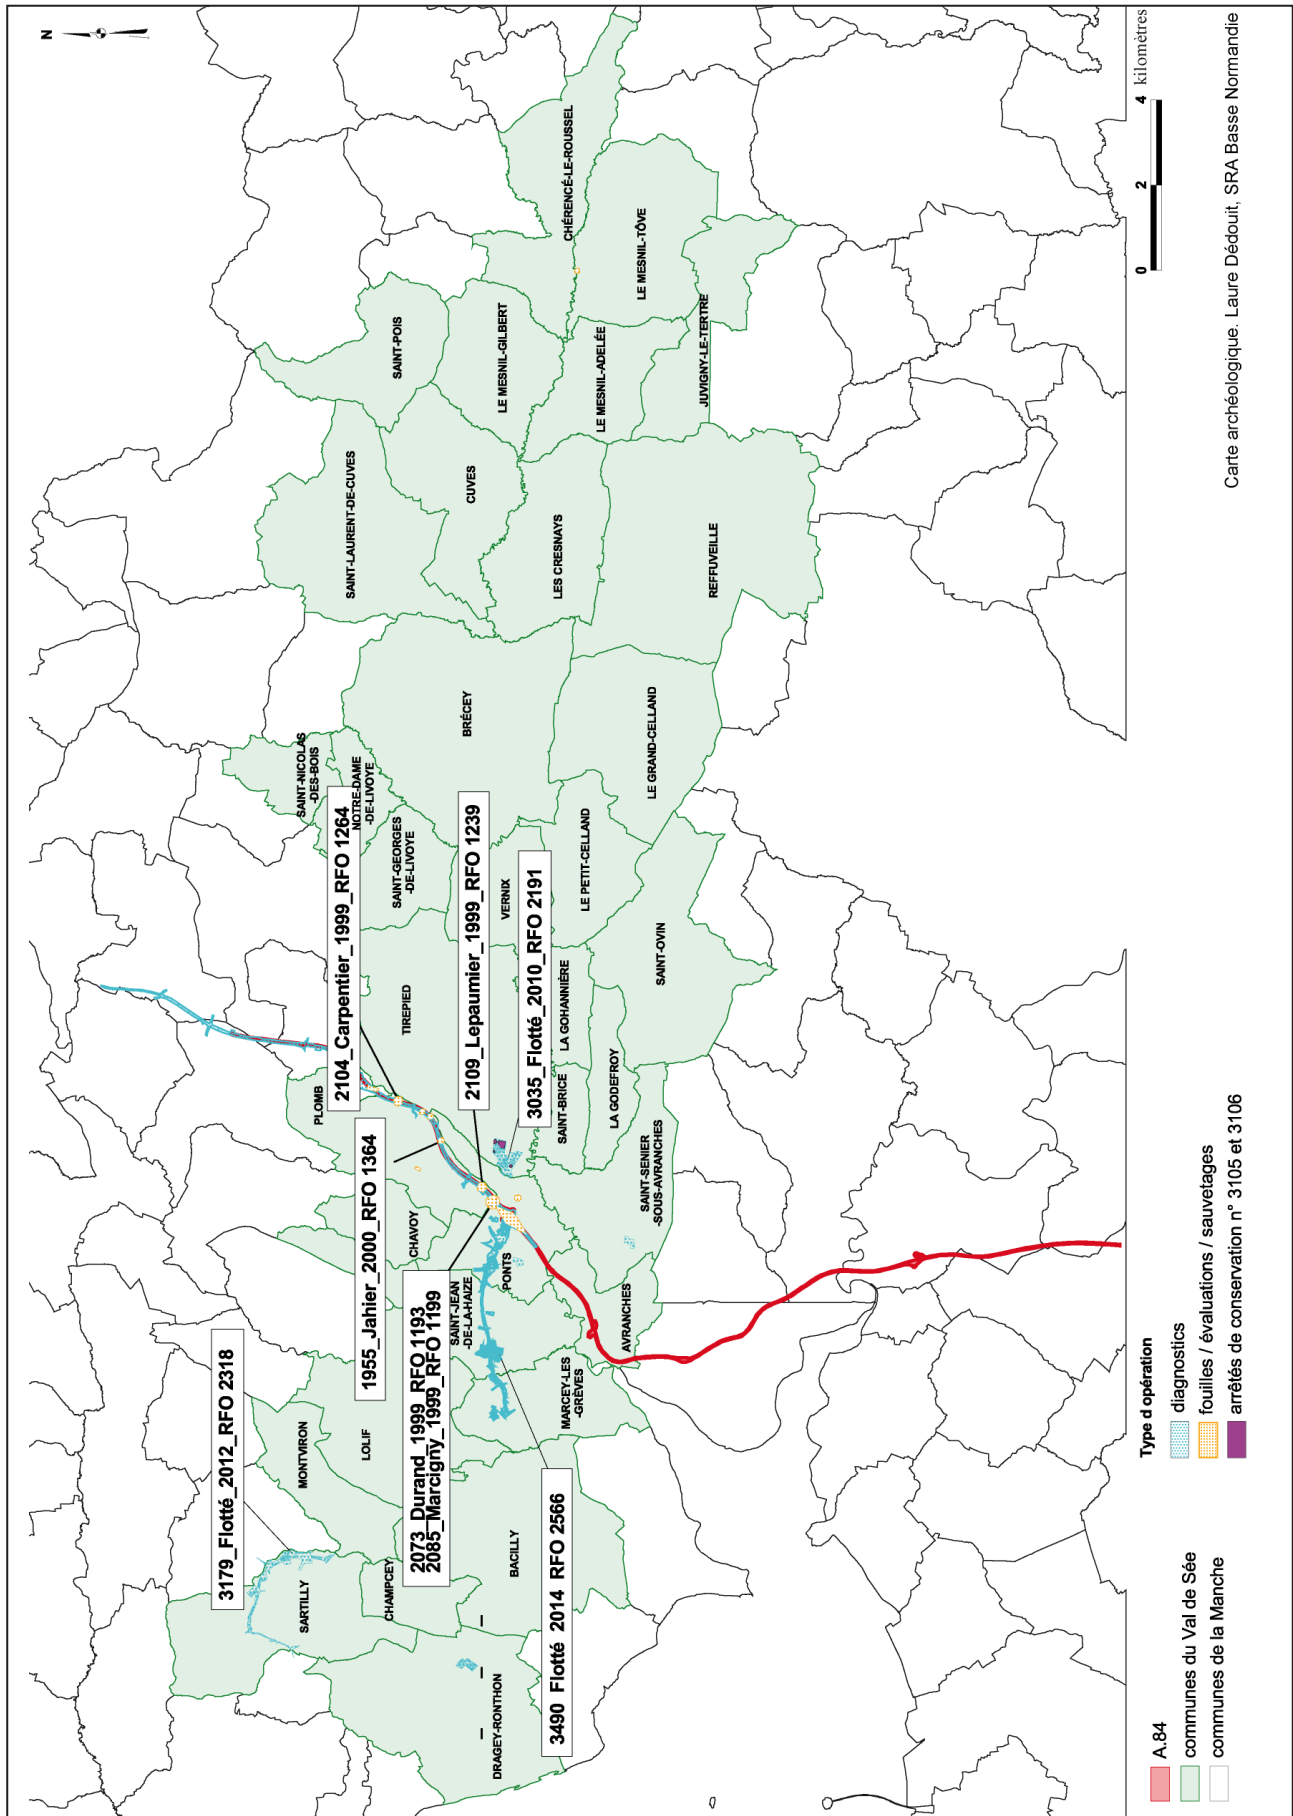 N
SAINT-POIS
CHÉRENCÉ-LE-ROUSSEL
SAINT-LAURENT-DE-CUVES
LE MESNIL-GILBERT
CUVES
LE MESNIL-TÔVE
LE MESNIL-ADELÉE
JUVIGNY-LE-TERTRE
LES CRESNAYS
REFFUVEILLE
SAINT-NICOLAS
-DES-BOIS
NOTRE-DAME
-DE-LIVOYE
BRÉCEY
SAINT-GEORGES
-DE-LIVOYE
LE GRAND-CELLAND
LE PETIT-CELLAND
VERNIX
SAINT-OVIN
TIREPIED
LA GOHANNIÈRE
PLOMB
SAINT-BRICE
LA GODEFROY
SAINT-SENIER
-SOUS-AVRANCHES
CHAVOY
SAINT-JEAN
-DE-LA-HAIZE
PONTS
AVRANCHES
MARCEY-LES
-GRÈVES
MONTVIRON
LOLIF
BACILLY
SARTILLY
CHAMPCEY
DRAGEY-RONTHON
2104_Carpentier_1999_RFO 1264
2109_Lepaumier_1999_RFO 1239
3035_Flotté_2010_RFO 2191
1955_Jahier_2000_RFO 1364
2073_Durand_1999_RFO 1193
2085_Marcigny_1999_RFO 1199
3179_Flotté_2012_RFO 2318
3490 Flotté 2014 RFO 2566
A.84
communes du Val de Sée
communes de la Manche
Type d opération
diagnostics
fouilles / évaluations / sauvetages
arrêtés de conservation n° 3105 et 3106
0 2 4 kilomètres
Carte archéologique. Laure Dédouit, SRA Basse Normandie